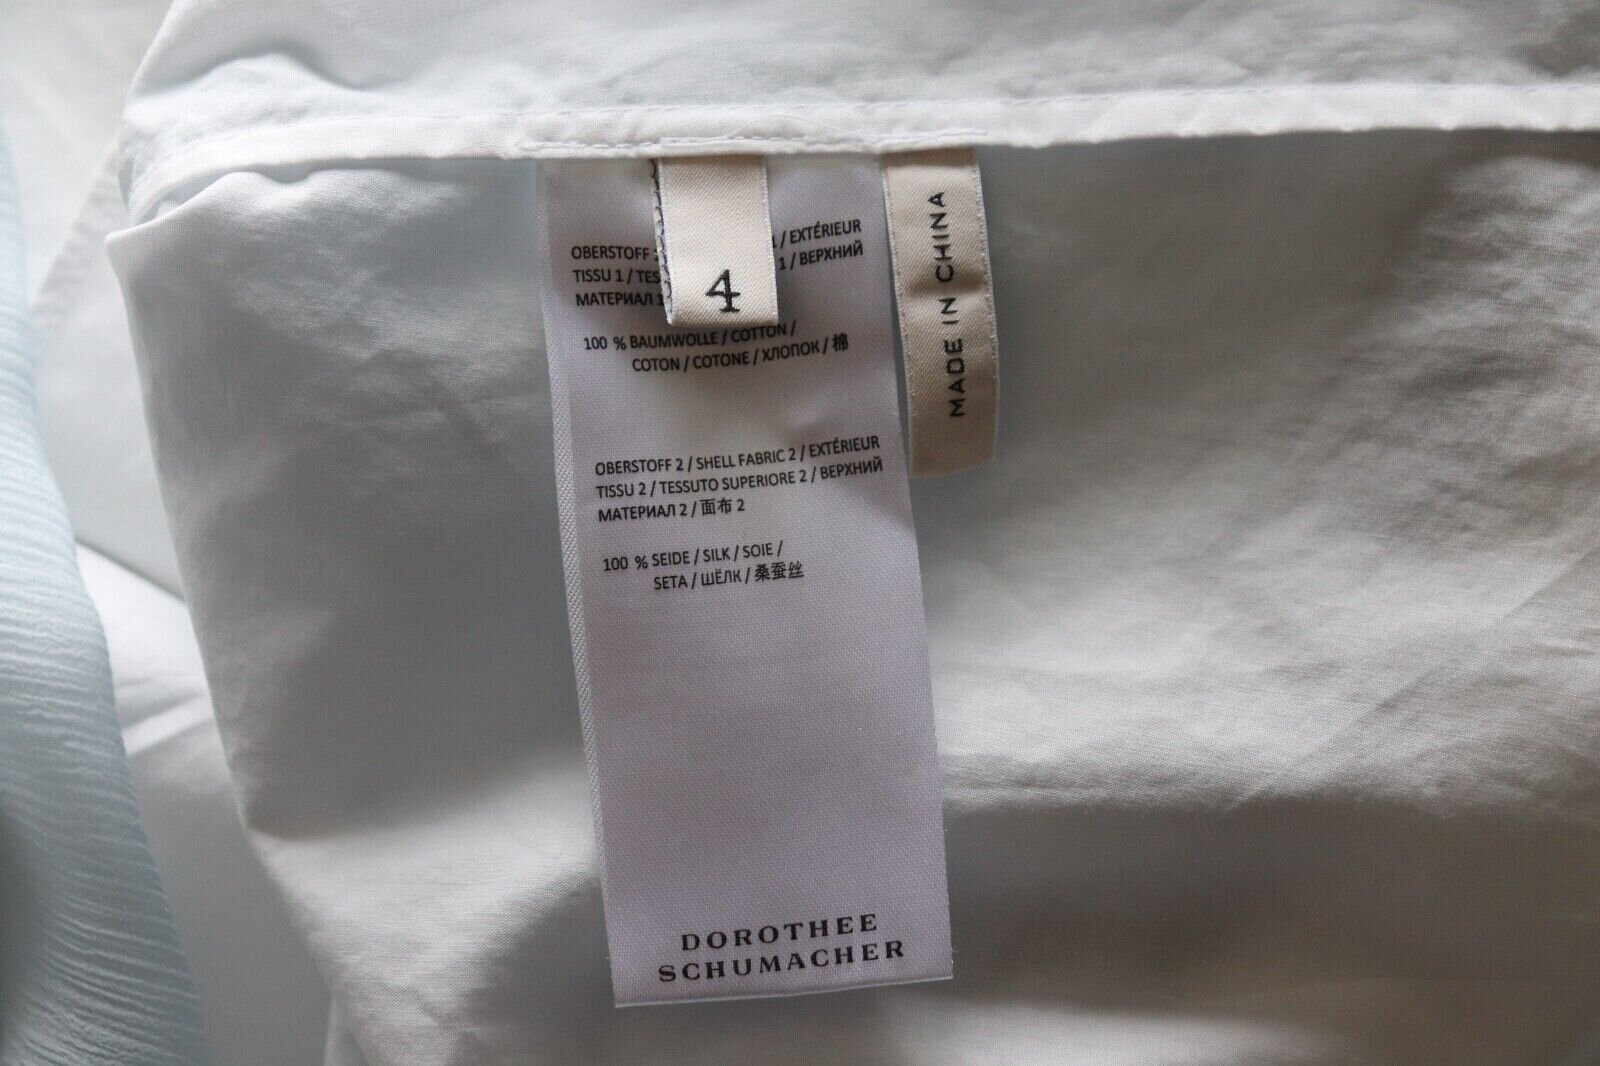 OBERSTOFF
/ EXTÉRIEUR
TISSU 1 /
1 / ВЕРХНИЙ
МАТЕРИАЛ 1
4
100 % BAUMWOLLE / COTTON /
COTON / COTONE / ХЛОПОК / 棉
OBERSTOFF 2 / SHELL FABRIC 2 / EXTÉRIEUR
TISSU 2 / TESSUTO SUPERIORE 2 / ВЕРХНИЙ
МАТЕРИАЛ 2 / 面布 2
100 % SEIDE / SILK / SOIE /
SETA / ШЁЛК / 桑蚕丝
DOROTHEE
SCHUMACHER
MADE IN CHINA